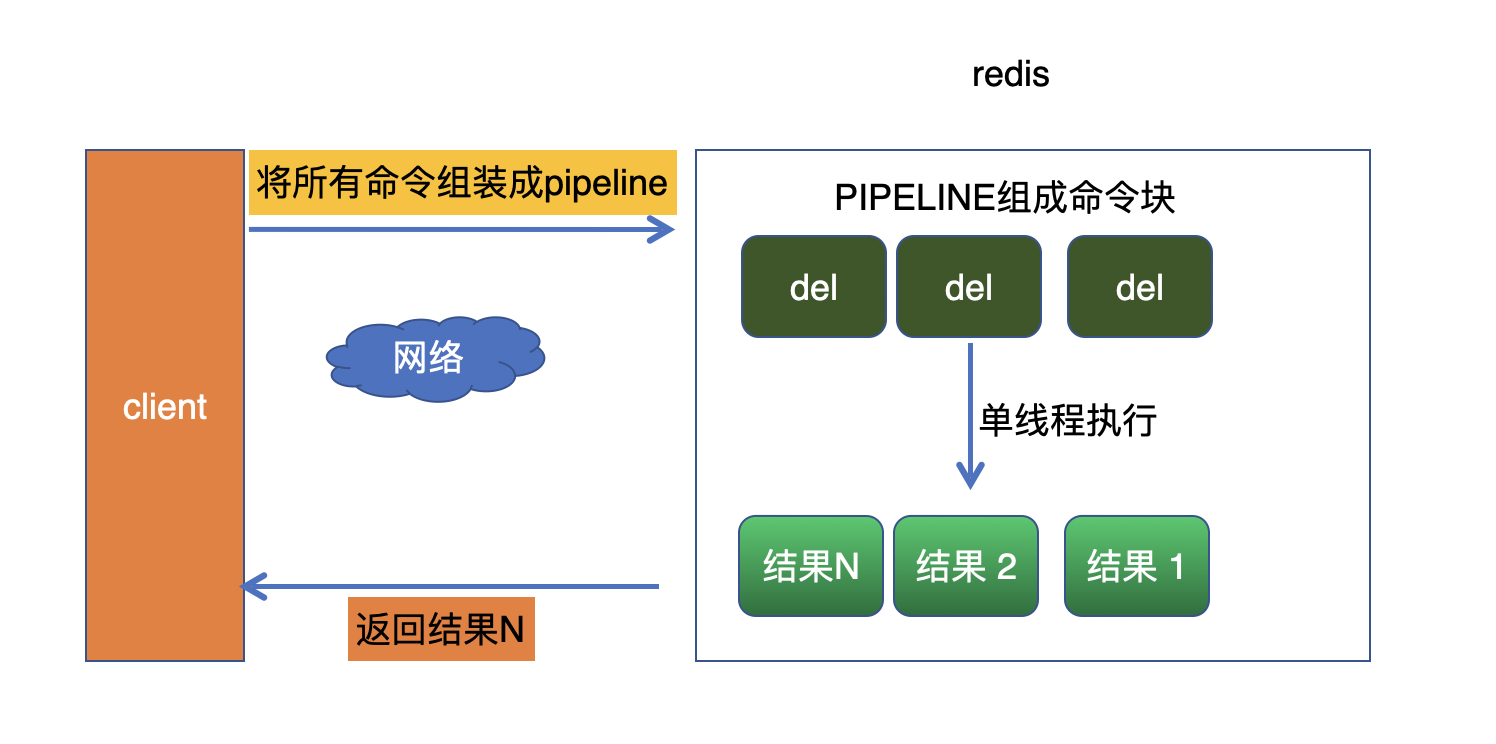 redis
将所有命令组装成pipeline
PIPELINE组成命令块
del
del
del
网络
client
单线程执行
结果N
结果 2
结果 1
返回结果N